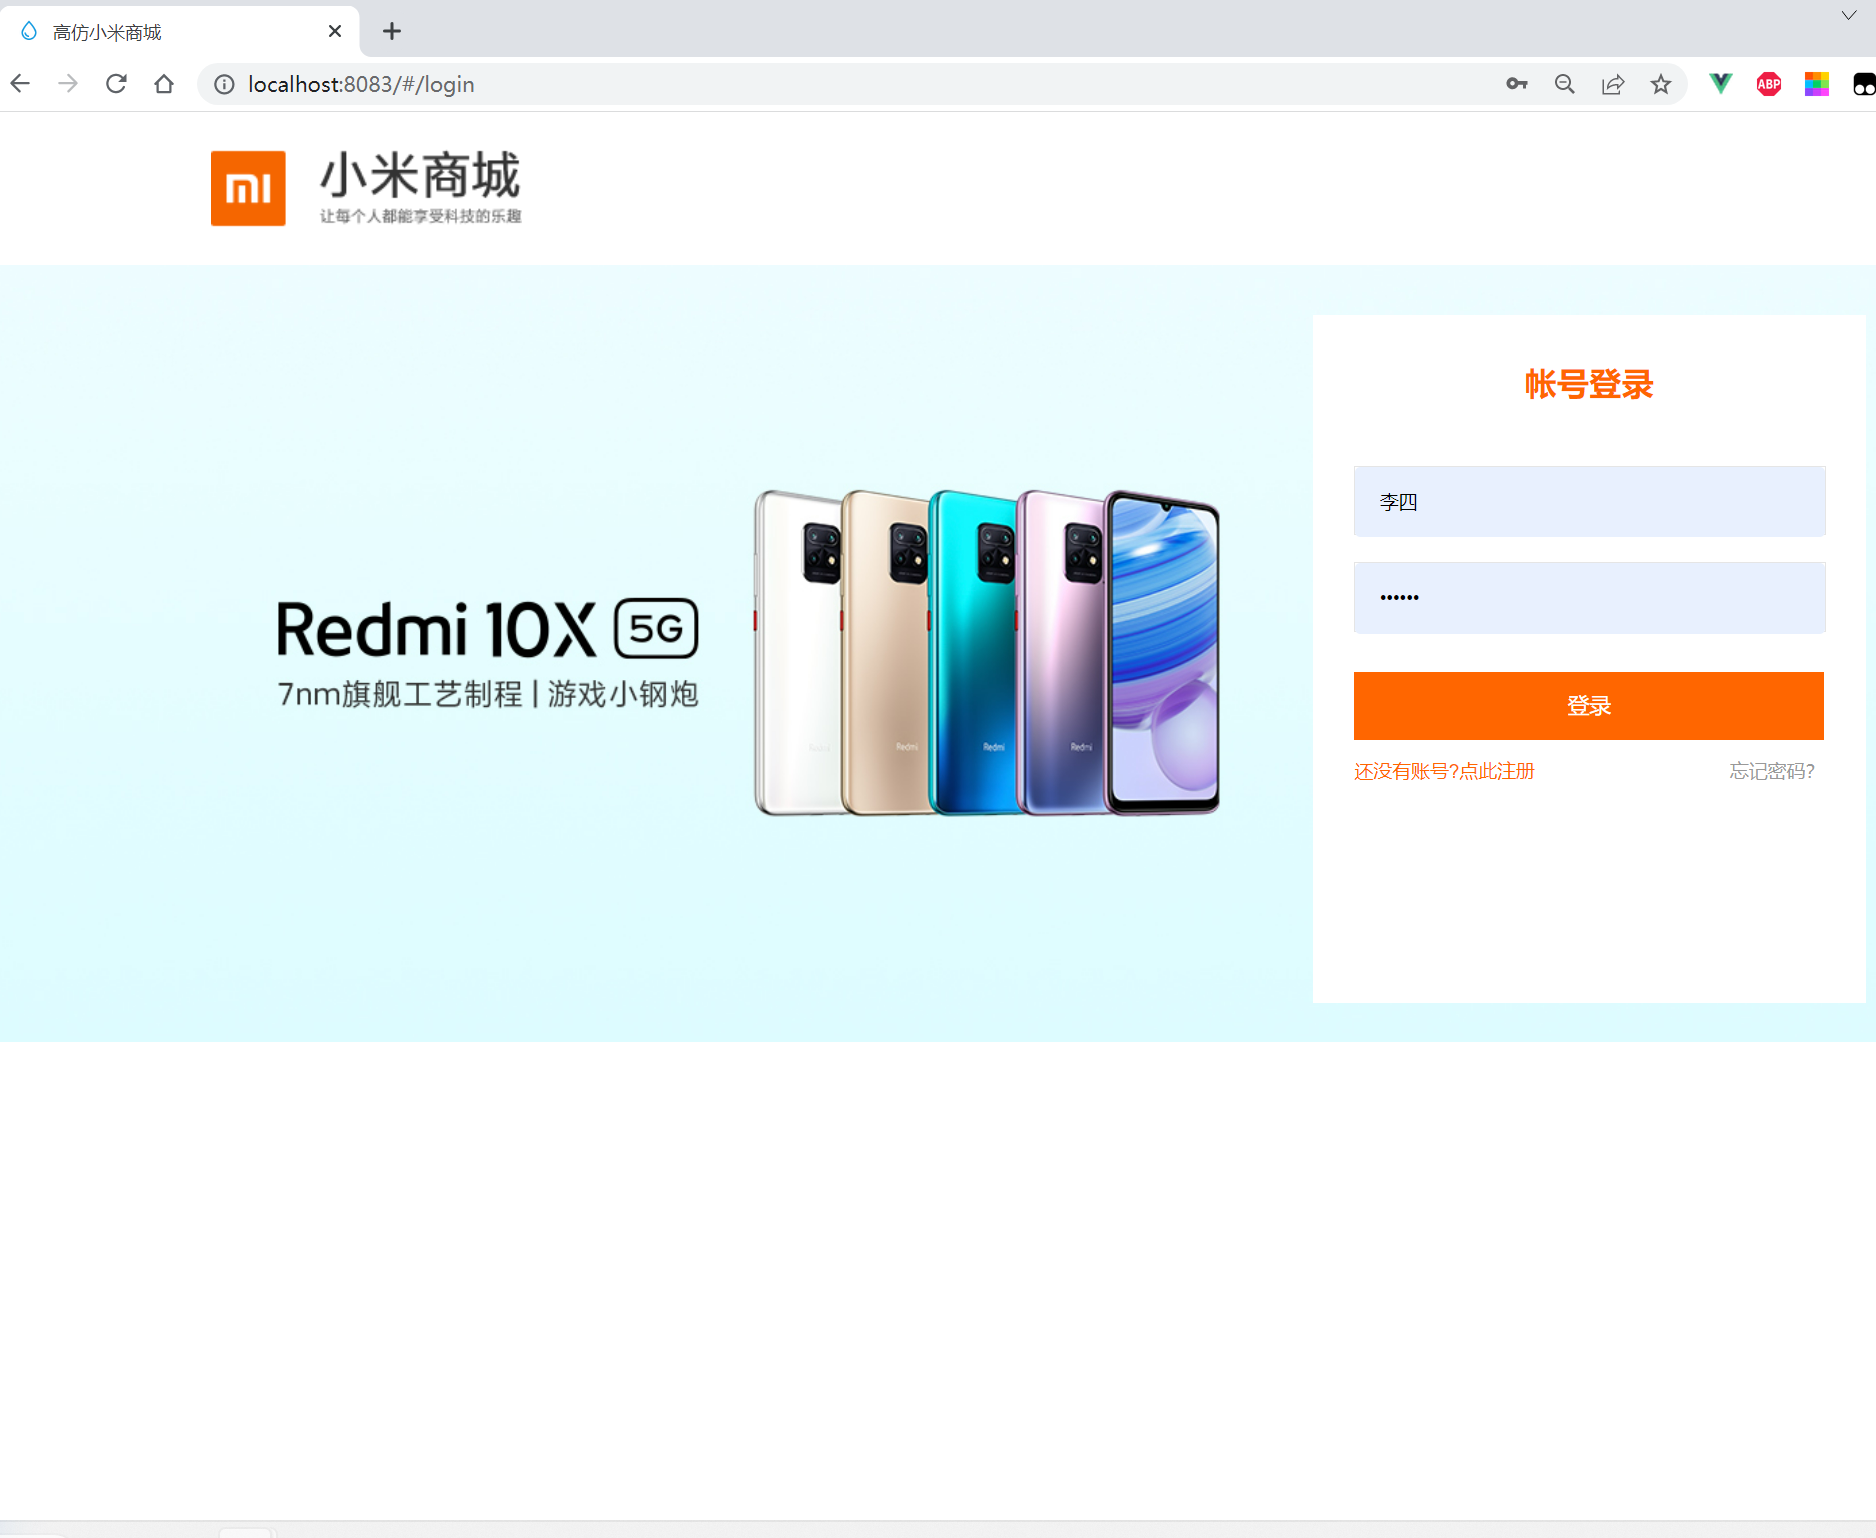 高仿小米商城
localhost:8083/#/login
ABP
mi
小米商城
让每个人都能享受科技的乐趣
帐号登录
李四
••••••
Redmi 10X 5G
7nm旗舰工艺制程 | 游戏小钢炮
Redmi Redmi Redmi Redmi
登录
还没有账号?点此注册 忘记密码?